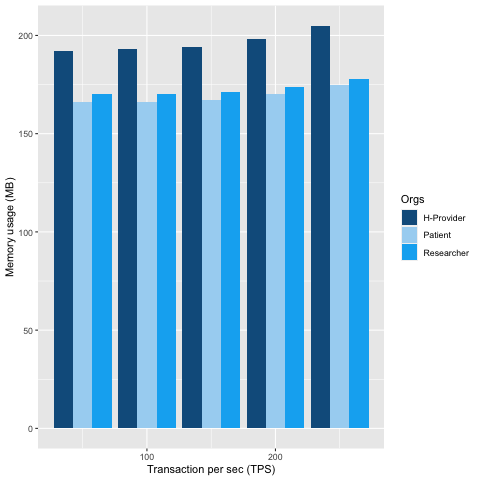 200
150
100
50
0
Memory usage (MB)
100
200
Transaction per sec (TPS)
Orgs
H-Provider
Patient
Researcher